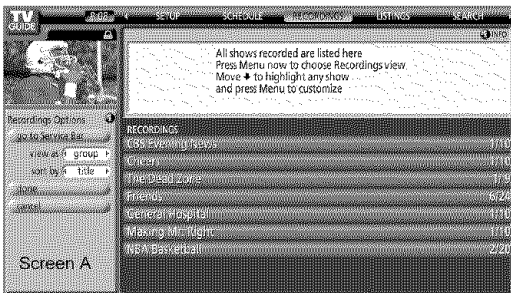 TV GUIDE
8:08
SETUP SCHEDULE RECORDINGS LISTINGS SEARCH
INFO
All shows recorded are listed here
Press Menu now to choose Recordings view
Move to highlight any show
and press Menu to customize
Recordings Options
go to Service Bar
view as group
sort by title
done
cancel
RECORDINGS
CBS Evening News 1/10
Cheers 1/10
The Dead Zone 1/5
Friends 6/24
General Hospital 1/10
Making Mr. Right 1/10
NBA Basketball 2/20
Screen A